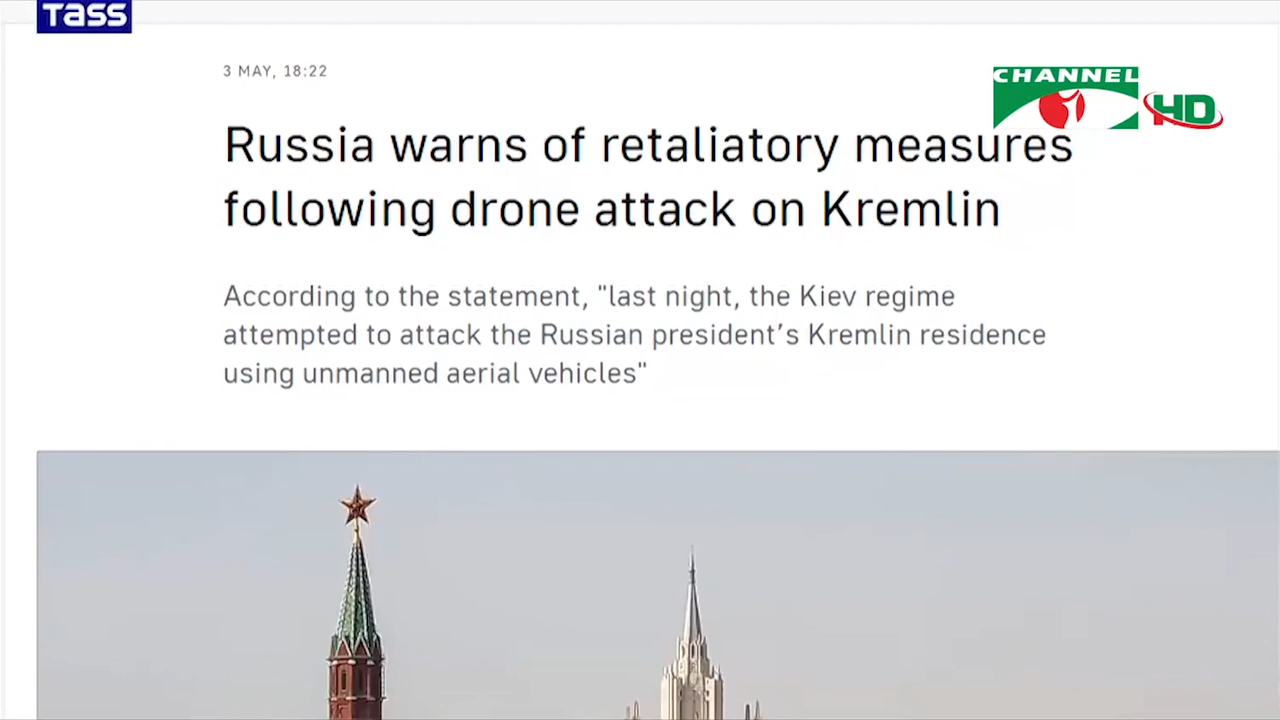 TASS
3 MAY, 18:22
CHANNEL
HD
Russia warns of retaliatory measures
following drone attack on Kremlin
According to the statement, "last night, the Kiev regime
attempted to attack the Russian president’s Kremlin residence
using unmanned aerial vehicles"